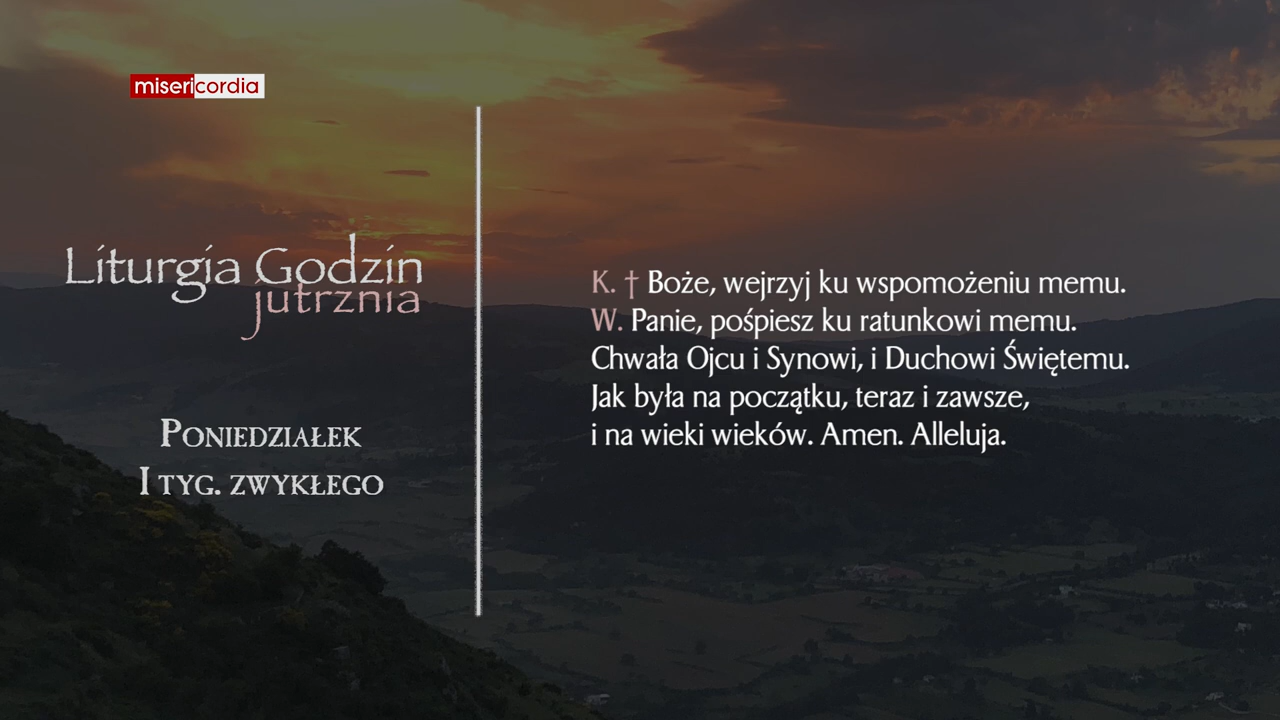 misericordia
Liturgia Godzin
jutrznia
Poniedziałek
I tyg. zwykłego
K. † Boże, wejrzyj ku wspomożeniu memu.
W. Panie, pośpiesz ku ratunkowi memu.
Chwała Ojcu i Synowi, i Duchowi Świętemu.
Jak była na początku, teraz i zawsze,
i na wieki wieków. Amen. Alleluja.